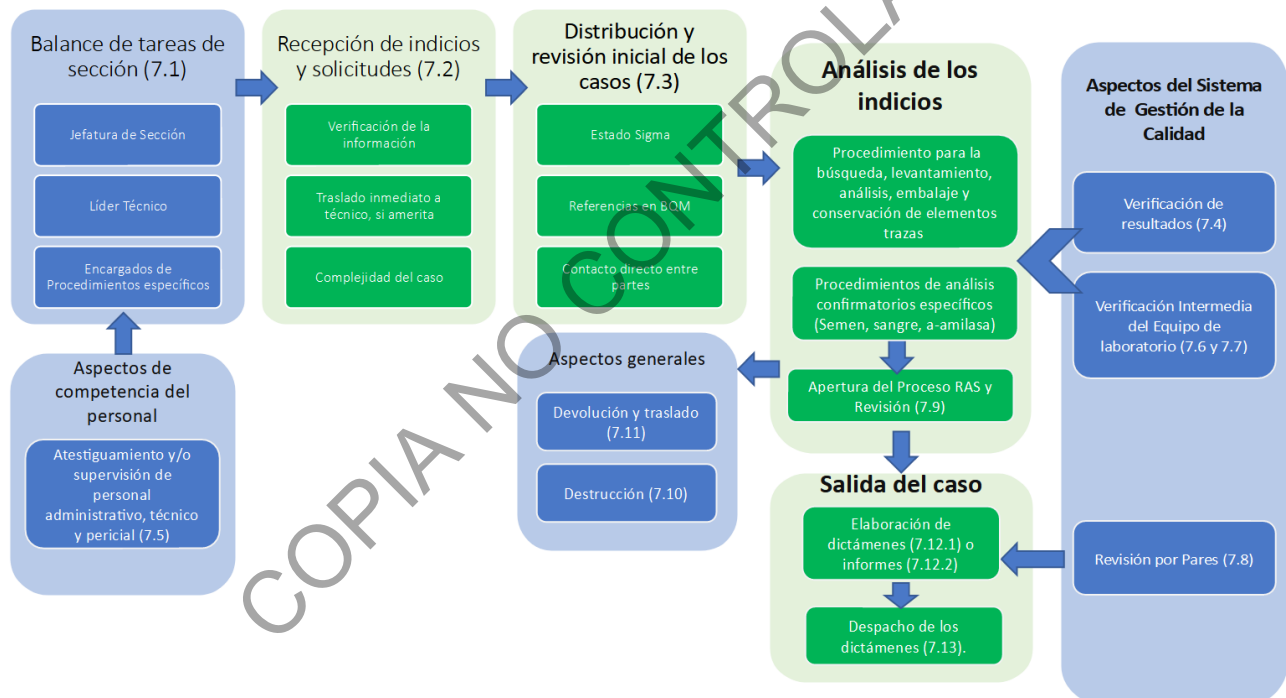 Balance de tareas de
sección (7.1)
Jefatura de Sección
Líder Técnico
Encargados de
Procedimientos específicos
Aspectos de
competencia del
personal
Atestiguamiento y/o
supervisión de
personal
administrativo, técnico
y pericial (7.5)
Recepción de indicios
y solicitudes (7.2)
Verificación de la
información
Traslado inmediato a
técnico, si amerita
Complejidad del caso
Distribución y
revisión inicial de los
casos (7.3)
Estado Sigma
Referencias en BQM
Contacto directo entre
partes
Aspectos generales
Devolución y traslado
(7.11)
Destrucción (7.10)
Análisis de los
indicios
Procedimiento para la
búsqueda, levantamiento,
análisis, embalaje y
conservación de elementos
trazas
Procedimientos de análisis
confirmatorios específicos
(Semen, sangre, a-amilasa)
Apertura del Proceso RAS y
Revisión (7.9)
Salida del caso
Elaboración de
dictámenes (7.12.1) o
informes (7.12.2)
Despacho de los
dictámenes (7.13).
Aspectos del Sistema
de Gestión de la
Calidad
Verificación de
resultados (7.4)
Verificación Intermedia
del Equipo de
laboratorio (7.6 y 7.7)
Revisión por Pares (7.8)
COPIA NO CONTROLA